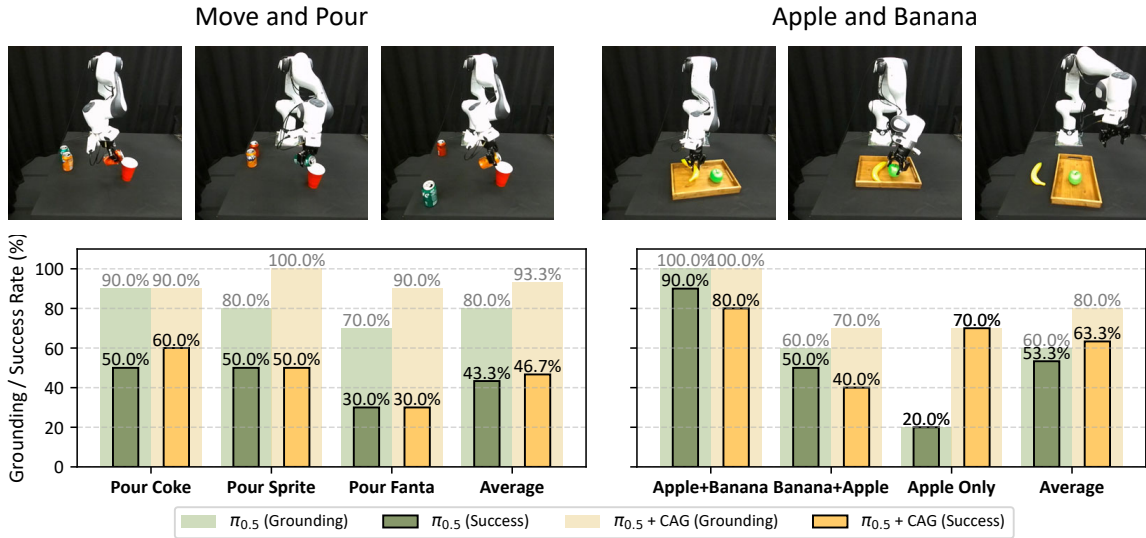 Move and Pour
Apple and Banana
Grounding / Success Rate (%)
100
80
60
40
20
0
90.0% 90.0% 50.0% 60.0%
80.0% 100.0% 50.0% 50.0%
70.0% 90.0% 30.0% 30.0%
80.0% 93.3% 43.3% 46.7%
Pour Coke Pour Sprite Pour Fanta Average
100.0% 100.0% 90.0% 80.0%
60.0% 70.0% 50.0% 40.0%
20.0% 70.0%
60.0% 80.0% 53.3% 63.3%
Apple+Banana Banana+Apple Apple Only Average
π0.5 (Grounding) π0.5 (Success) π0.5 + CAG (Grounding) π0.5 + CAG (Success)